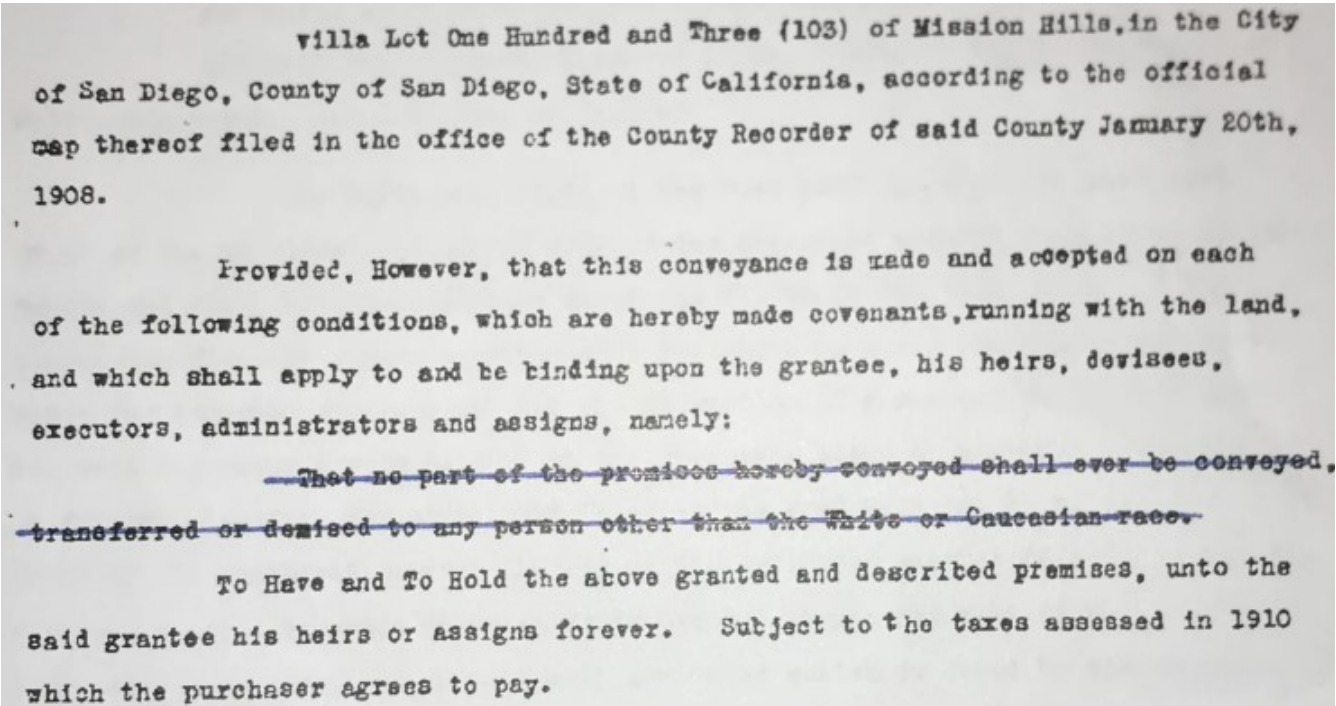 Villa Lot One Hundred and Three (103) of Mission Hills,in the City
of San Diego, County of San Diego, State of California, according to the official
map thereof filed in the office of the County Recorder of said County January 20th,
1908.
Provided, However, that this conveyance is made and accepted on each
of the following conditions, which are hereby made covenants,running with the land,
and which shall apply to and be binding upon the grantee, his heirs, devisees,
executors, administrators and assigns, namely:
That no part of the premises hereby conveyed shall ever be conveyed,
transferred or demised to any person other than the White or Caucasian race.
To Have and To Hold the above granted and described premises, unto the
said grantee his heirs or assigns forever. Subject to the taxes assessed in 1910
which the purchaser agrees to pay.